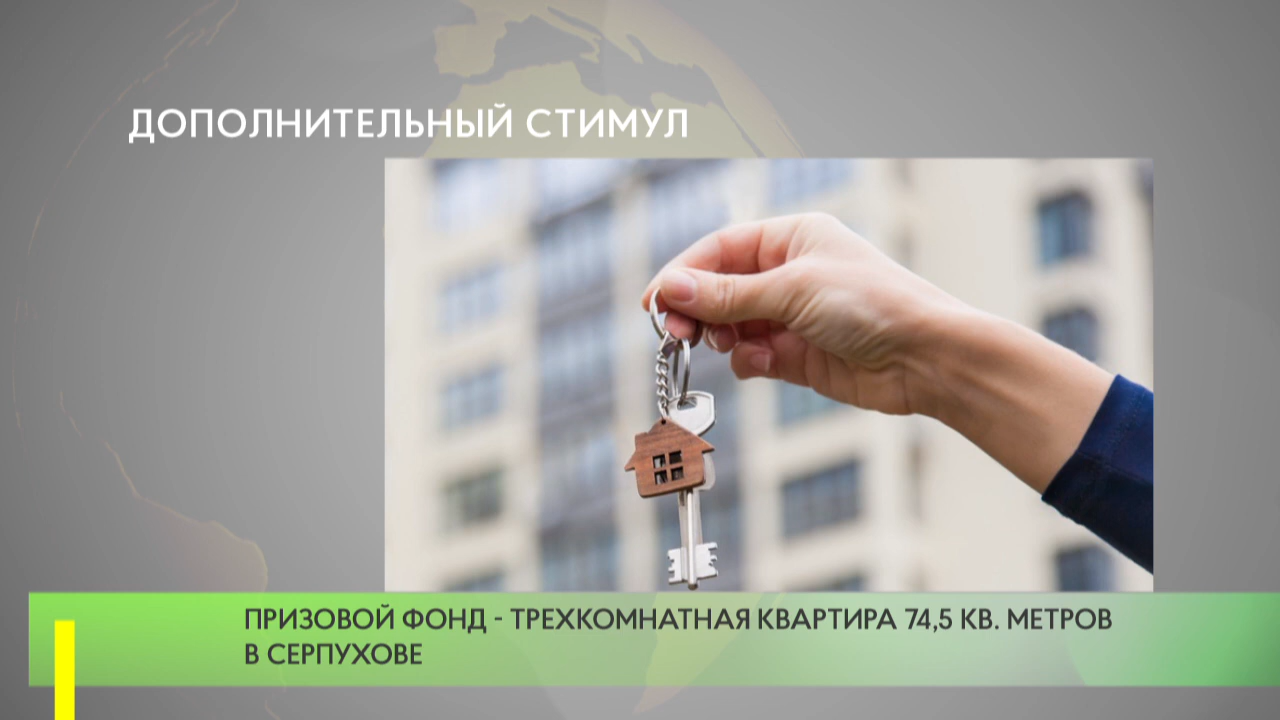 ДОПОЛНИТЕЛЬНЫЙ СТИМУЛ
ПРИЗОВОЙ ФОНД - ТРЕХКОМНАТНАЯ КВАРТИРА 74,5 КВ. МЕТРОВ
В СЕРПУХОВЕ